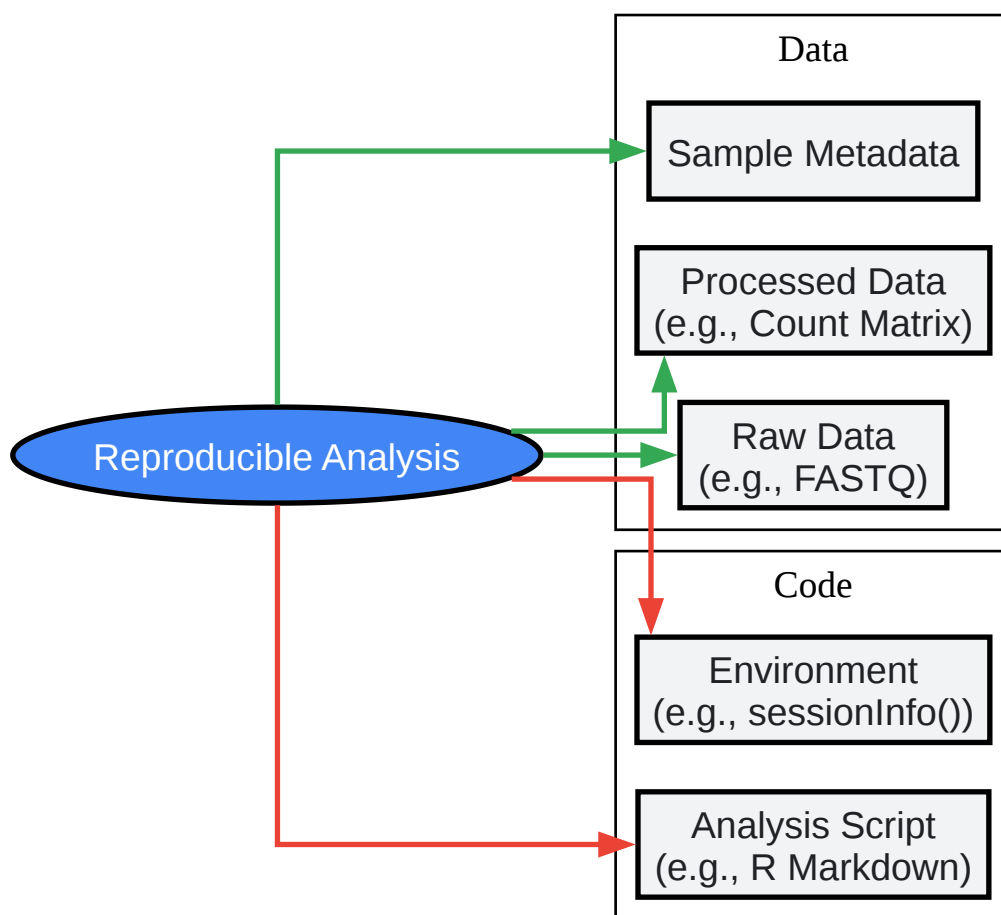 Data
Sample Metadata
Processed Data
(e.g., Count Matrix)
Reproducible Analysis
Raw Data
(e.g., FASTQ)
Code
Environment
(e.g., sessionInfo())
Analysis Script
(e.g., R Markdown)